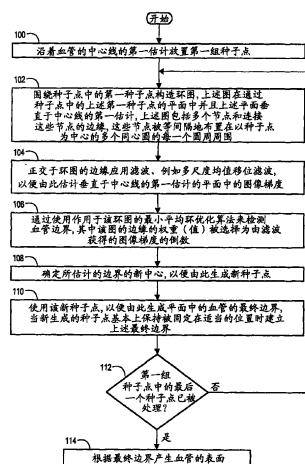 开始
100
沿着血管的中心线的第一估计放置第一组种子点
102
围绕种子点中的第一种子点构造环图,上述图在通过
种子点中的上述第一种子点的平面中并且上述平面垂
直于中心线的第一估计,上述图包括多个节点和连接
这些节点的边缘,这些节点被等间隔地布置在以种子点
为中心的多个同心圆的每一个圆周周围
104
正交于环图的边缘应用滤波、例如多尺度均值移位滤波,
以便由此估计垂直于中心线的第一估计的平面中的图像梯度
106
通过使用作用于该环图的最小平均环优化算法来检测
血管边界,其中该图的边缘的权重(值)被选择为由滤波
获得的图像梯度的倒数
108
确定所估计的边界的新中心,以便由此生成新种子点
110
使用该新种子点,以便由此生成平面中的血管的最终边界,
当新生成的种子点基本上保持被固定在适当的位置时建立
上述最终边界
112
第一组
种子点中的最后
一个种子点已被
处理?
否
是
114
根据最终边界产生血管的表面